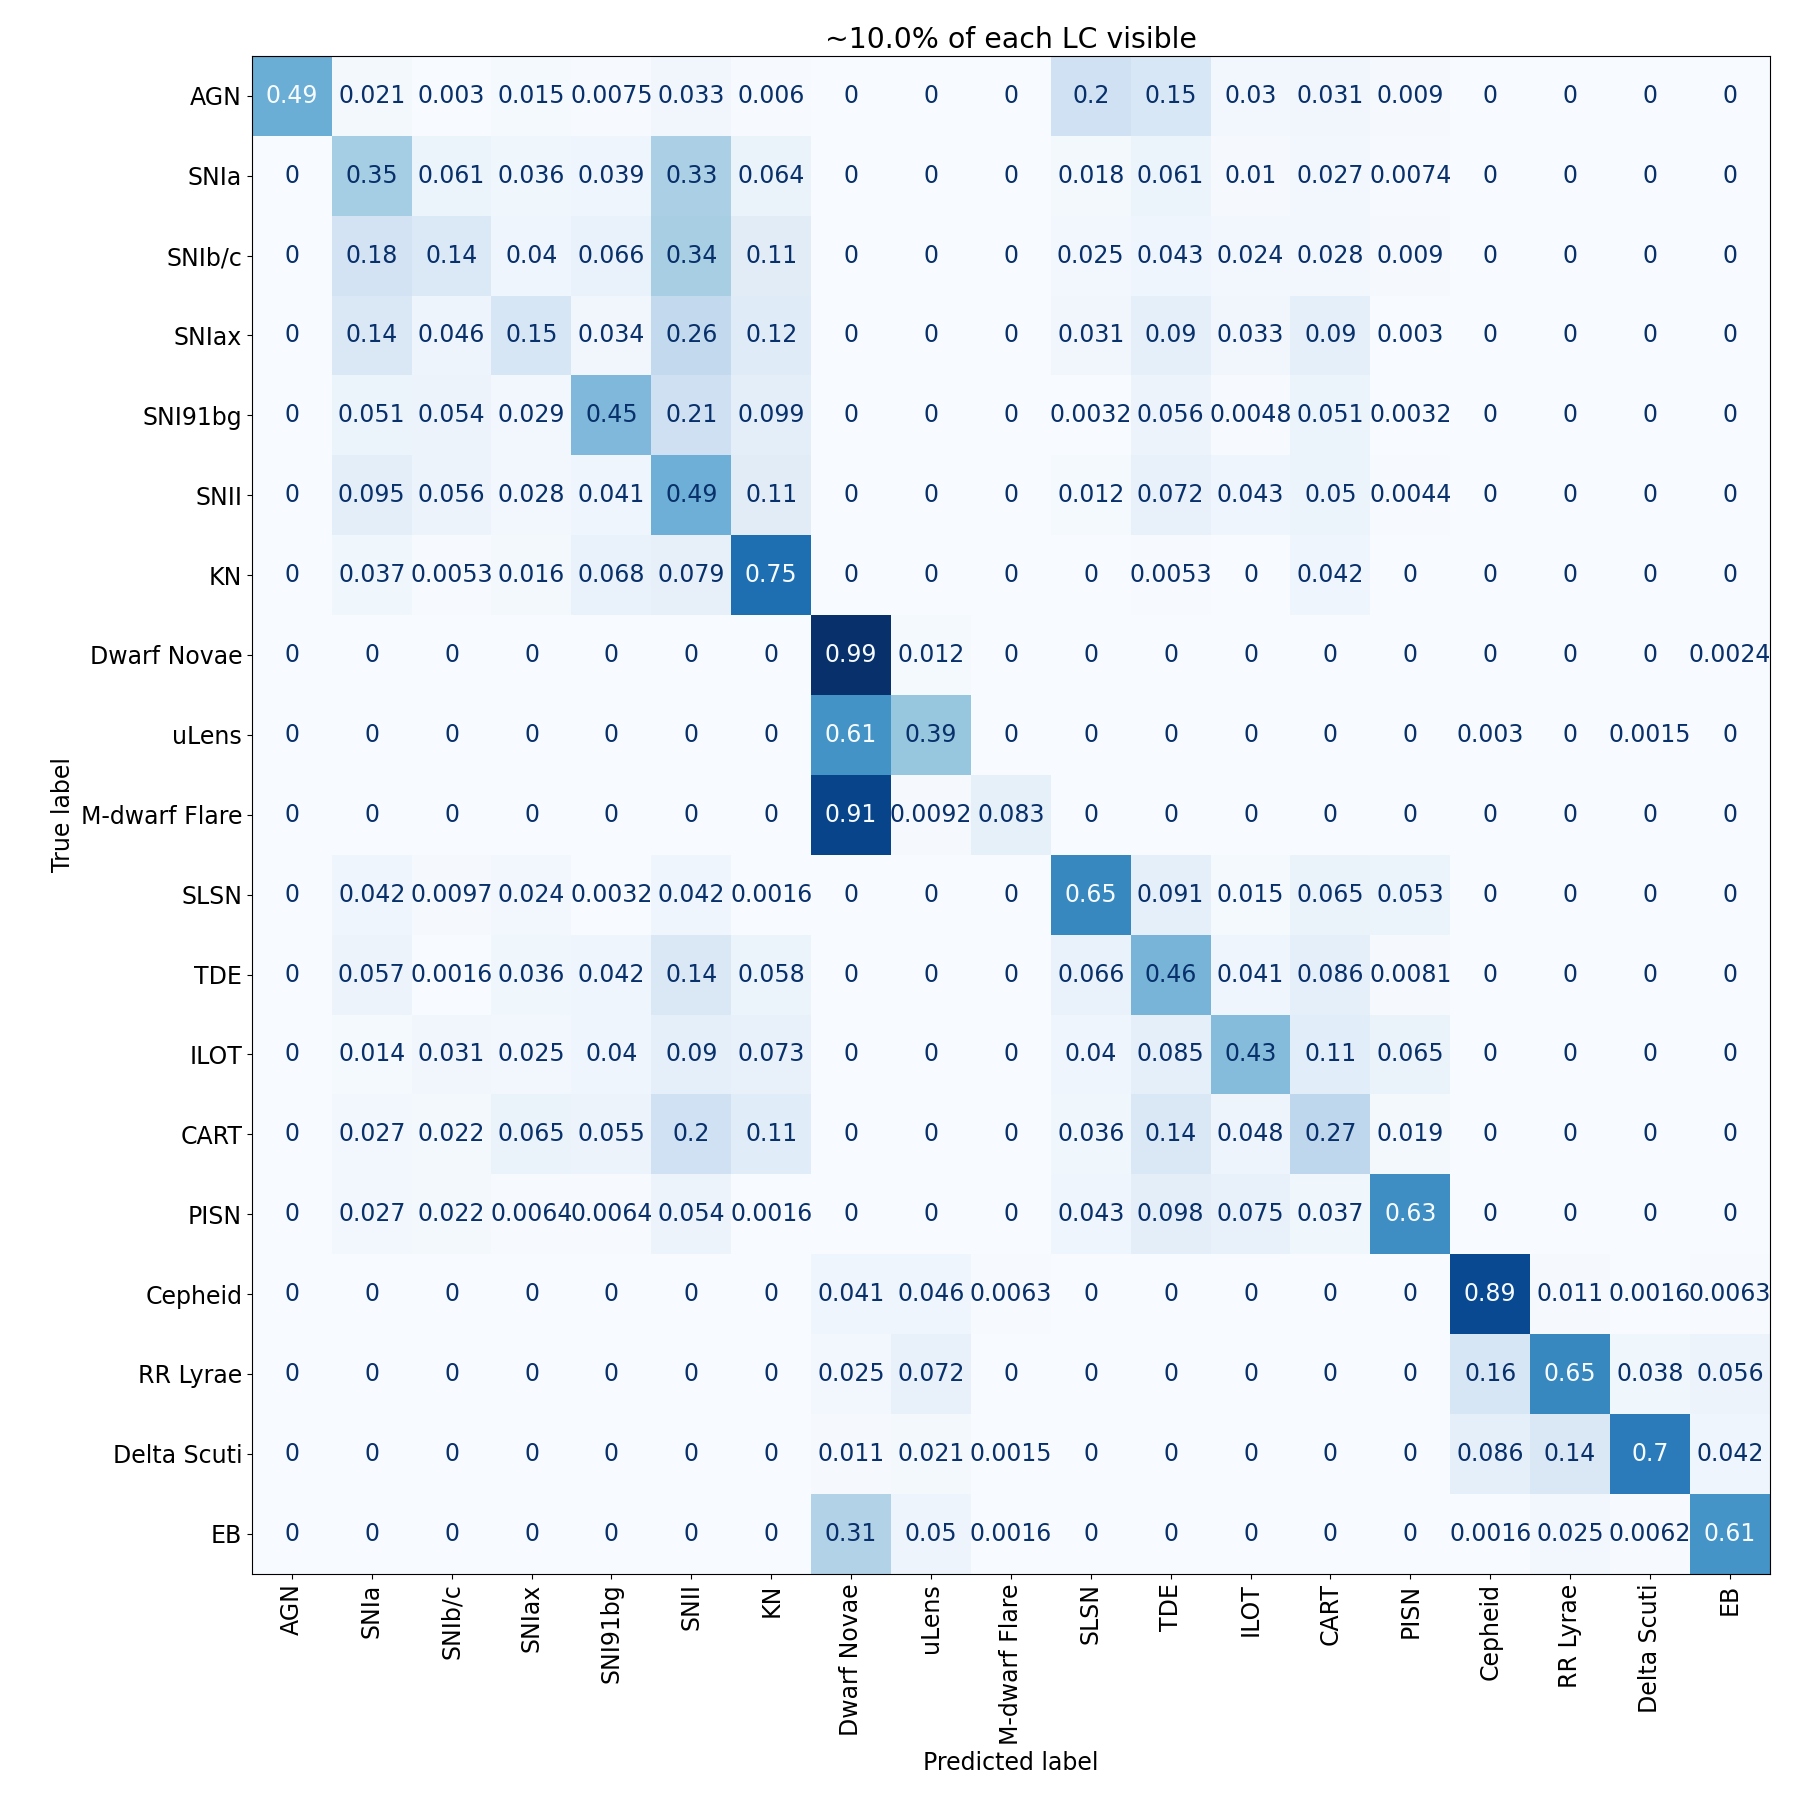 ~10.0% of each LC visible
AGN 0.49 0.021 0.003 0.015 0.0075 0.033 0.006 0 0 0 0.2 0.15 0.03 0.031 0.009 0 0 0 0
SNIa 0 0.35 0.061 0.036 0.039 0.33 0.064 0 0 0 0.018 0.061 0.01 0.027 0.0074 0 0 0 0
SNIb/c 0 0.18 0.14 0.04 0.066 0.34 0.11 0 0 0 0.025 0.043 0.024 0.028 0.009 0 0 0 0
SNIax 0 0.14 0.046 0.15 0.034 0.26 0.12 0 0 0 0.031 0.09 0.033 0.09 0.003 0 0 0 0
SNI91bg 0 0.051 0.054 0.029 0.45 0.21 0.099 0 0 0 0.0032 0.056 0.0048 0.051 0.0032 0 0 0 0
SNII 0 0.095 0.056 0.028 0.041 0.49 0.11 0 0 0 0.012 0.072 0.043 0.05 0.0044 0 0 0 0
KN 0 0.037 0.0053 0.016 0.068 0.079 0.75 0 0 0 0 0.0053 0 0.042 0 0 0 0 0
Dwarf Novae 0 0 0 0 0 0 0 0.99 0.012 0 0 0 0 0 0 0 0 0 0.0024
uLens 0 0 0 0 0 0 0 0.61 0.39 0 0 0 0 0 0 0.003 0 0.0015 0
M-dwarf Flare 0 0 0 0 0 0 0 0.91 0.0092 0.083 0 0 0 0 0 0 0 0 0
SLSN 0 0.042 0.0097 0.024 0.0032 0.042 0.0016 0 0 0 0.65 0.091 0.015 0.065 0.053 0 0 0 0
TDE 0 0.057 0.0016 0.036 0.042 0.14 0.058 0 0 0 0.066 0.46 0.041 0.086 0.0081 0 0 0 0
ILOT 0 0.014 0.031 0.025 0.04 0.09 0.073 0 0 0 0.04 0.085 0.43 0.11 0.065 0 0 0 0
CART 0 0.027 0.022 0.065 0.055 0.2 0.11 0 0 0 0.036 0.14 0.048 0.27 0.019 0 0 0 0
PISN 0 0.027 0.022 0.0064 0.0064 0.054 0.0016 0 0 0 0.043 0.098 0.075 0.037 0.63 0 0 0 0
Cepheid 0 0 0 0 0 0 0 0.041 0.046 0.0063 0 0 0 0 0 0.89 0.011 0.0016 0.0063
RR Lyrae 0 0 0 0 0 0 0 0.025 0.072 0 0 0 0 0 0 0.16 0.65 0.038 0.056
Delta Scuti 0 0 0 0 0 0 0 0.011 0.021 0.0015 0 0 0 0 0 0.086 0.14 0.7 0.042
EB 0 0 0 0 0 0 0 0.31 0.05 0.0016 0 0 0 0 0 0.0016 0.025 0.0062 0.61
True label
AGN SNIa SNIb/c SNIax SNI91bg SNII KN Dwarf Novae uLens M-dwarf Flare SLSN TDE ILOT CART PISN Cepheid RR Lyrae Delta Scuti EB
Predicted label